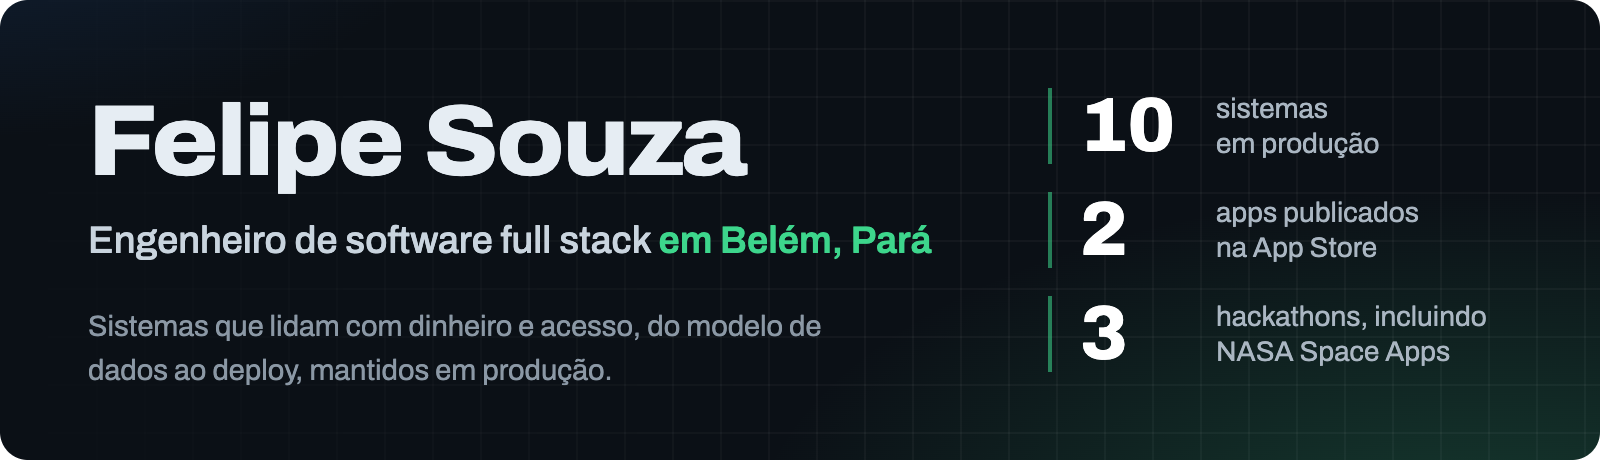 Felipe Souza
Engenheiro de software full stack em Belém, Pará
Sistemas que lidam com dinheiro e acesso, do modelo de
dados ao deploy, mantidos em produção.
10
sistemas
em produção
2
apps publicados
na App Store
3
hackathons, incluindo
NASA Space Apps